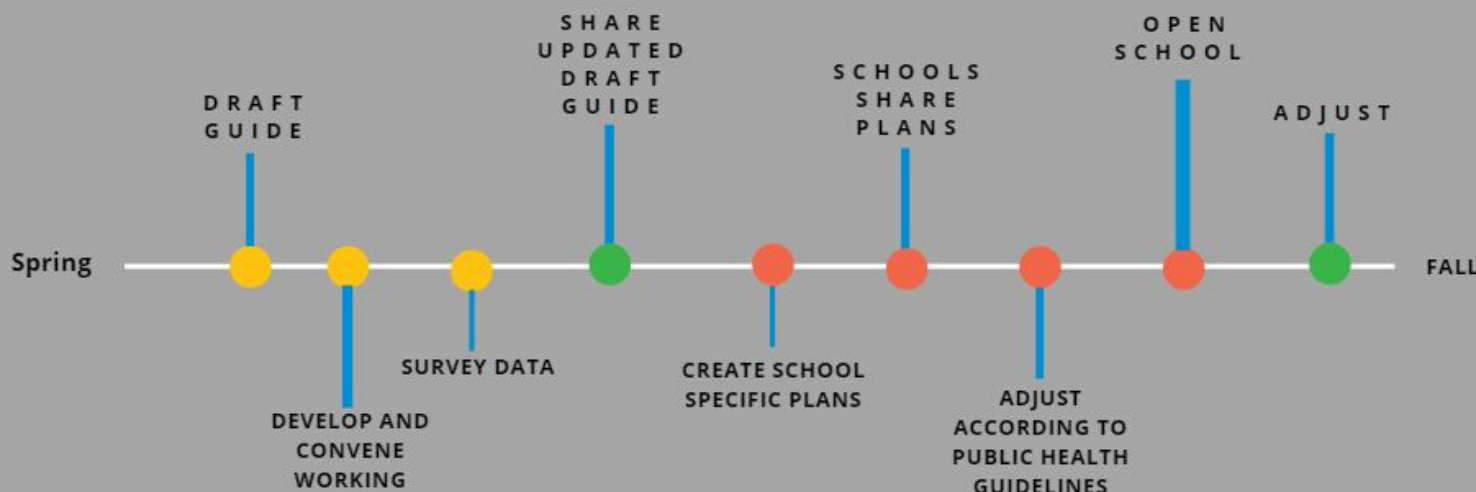 Spring
DRAFT
GUIDE
DEVELOP AND
CONVENE
WORKING
SURVEY DATA
SHARE
UPDATED
DRAFT
GUIDE
CREATE SCHOOL
SPECIFIC PLANS
SCHOOLS
SHARE
PLANS
ADJUST
ACCORDING TO
PUBLIC HEALTH
GUIDELINES
OPEN
SCHOOL
ADJUST
FALL